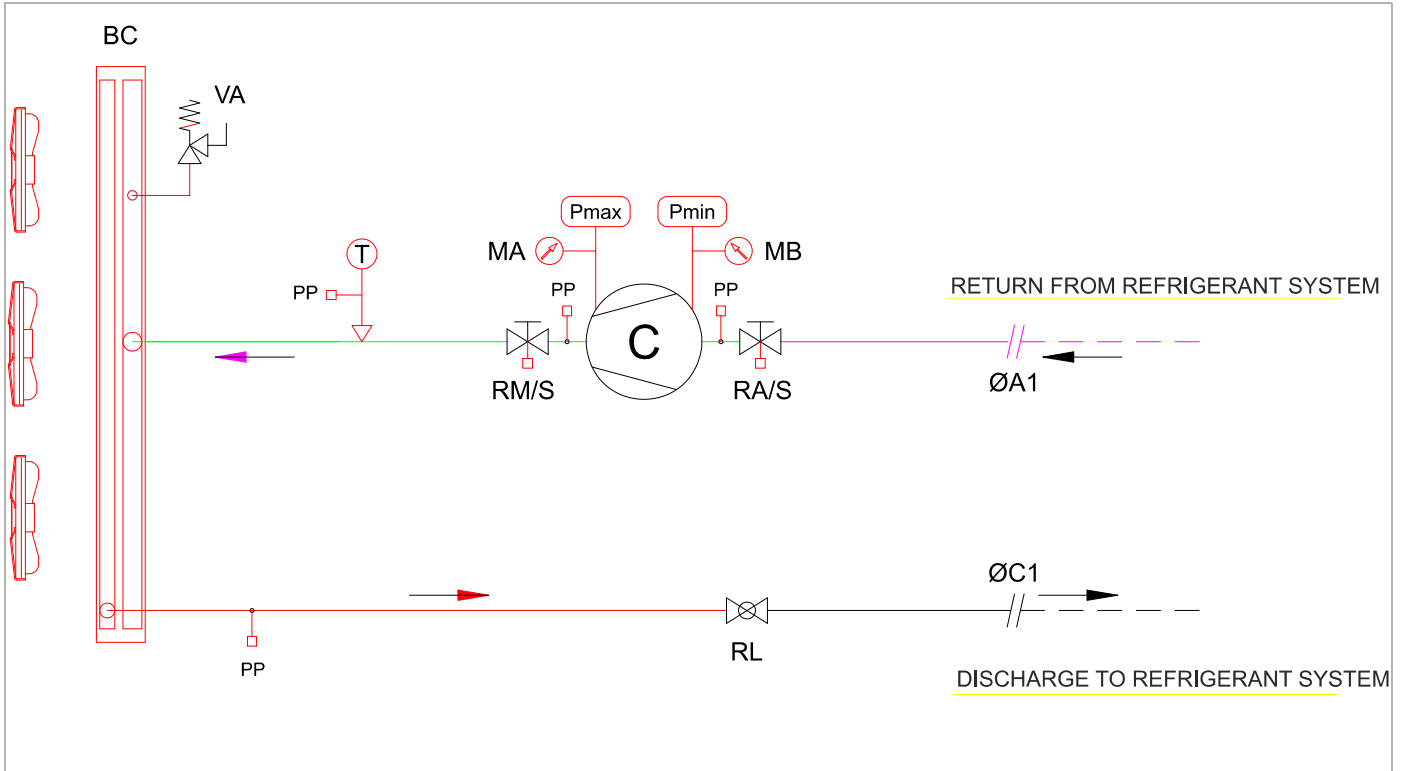 BC
VA
Pmax
Pmin
MA
MB
T
PP
PP
PP
RETURN FROM REFRIGERANT SYSTEM
C
RM/S
RA/S
ØA1
ØC1
RL
PP
DISCHARGE TO REFRIGERANT SYSTEM